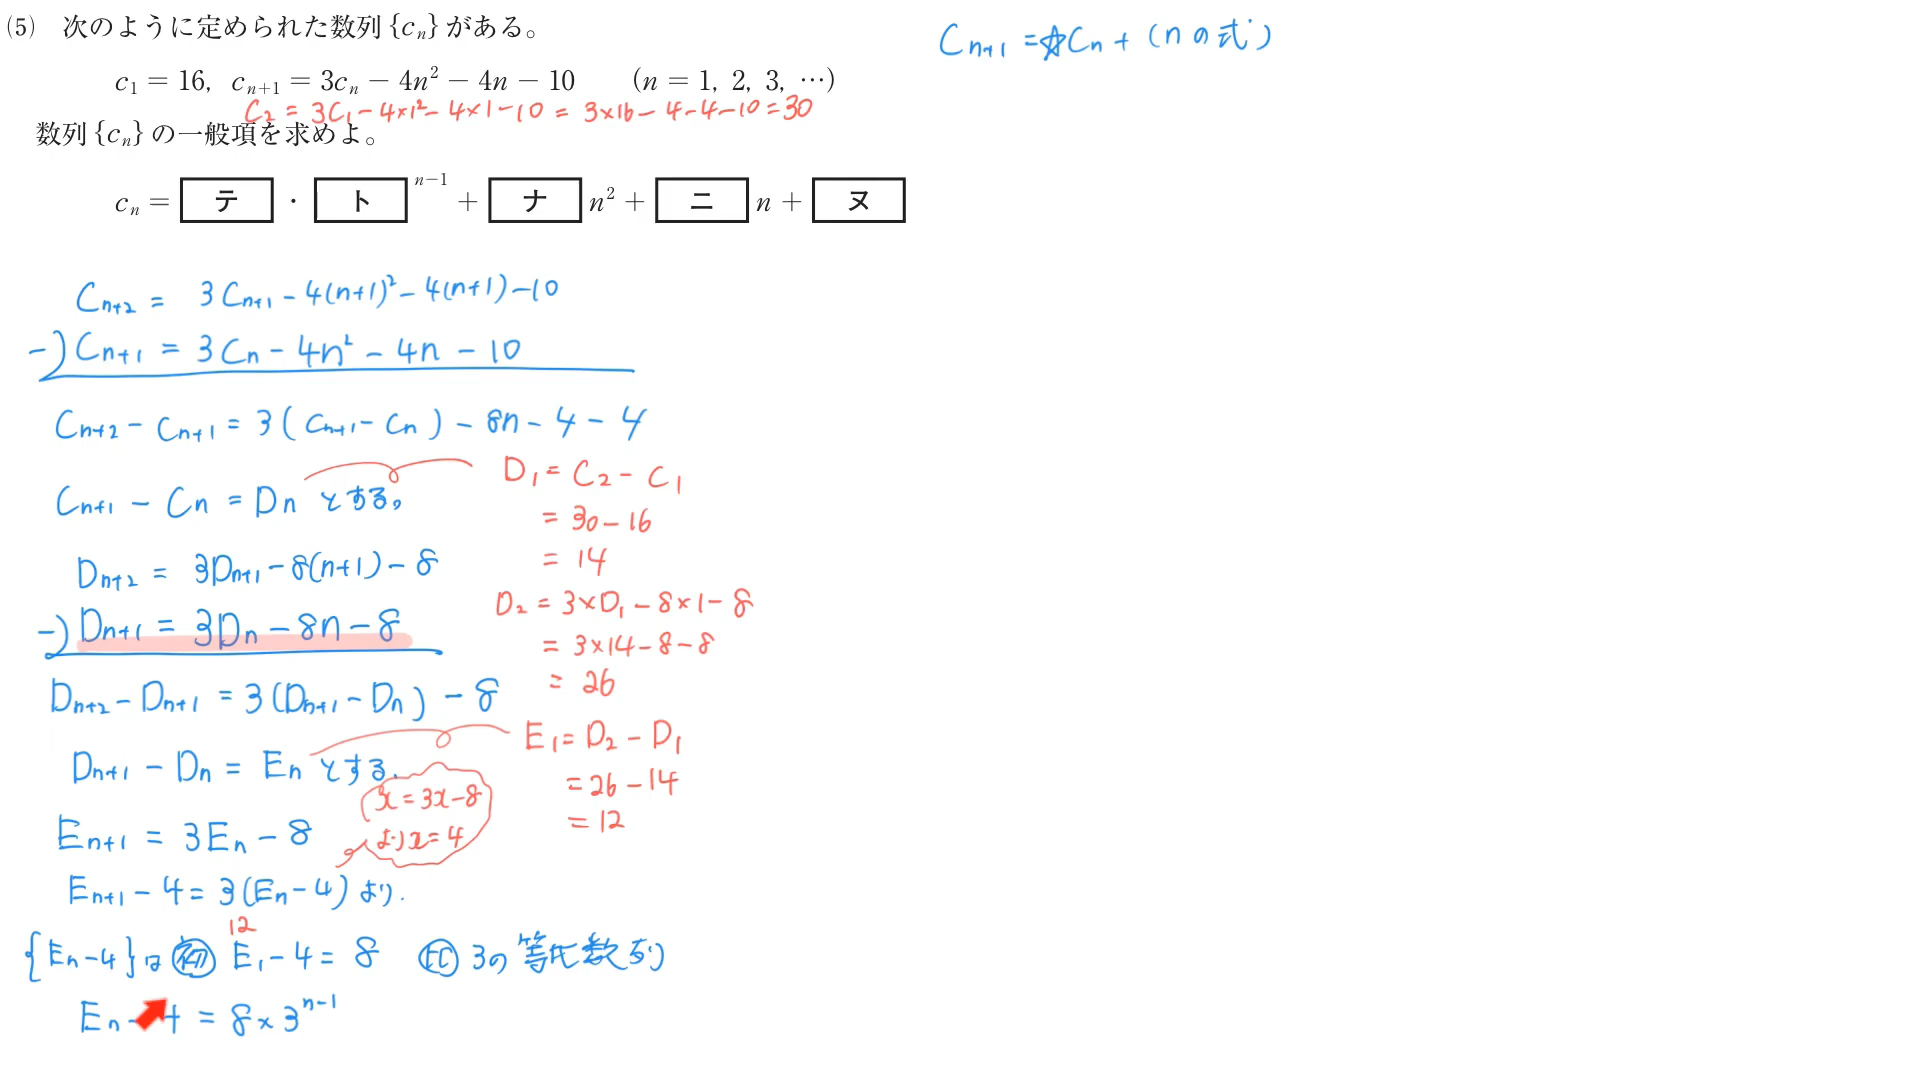 (5) 次のように定められた数列{cₙ}がある。
c₁ = 16, cₙ₊₁ = 3cₙ − 4n² − 4n − 10 (n = 1, 2, 3, …)
C₂ = 3C₁ − 4×1² − 4×1 − 10 = 3×16 − 4 − 4 − 10 = 30
数列{cₙ}の一般項を求めよ。
cₙ = テ · ト ⁿ⁻¹ + ナ n² + ニ n + ヌ
Cₙ₊₁ = ☆Cₙ + (nの式)
Cₙ₊₂ = 3Cₙ₊₁ − 4(n+1)² − 4(n+1) − 10
−) Cₙ₊₁ = 3Cₙ − 4n² − 4n − 10
Cₙ₊₂ − Cₙ₊₁ = 3(Cₙ₊₁ − Cₙ) − 8n − 4 − 4
Cₙ₊₁ − Cₙ = Dₙ とする。
Dₙ₊₂ = 3Dₙ₊₁ − 8(n+1) − 8
−) Dₙ₊₁ = 3Dₙ − 8n − 8
Dₙ₊₂ − Dₙ₊₁ = 3(Dₙ₊₁ − Dₙ) − 8
Dₙ₊₁ − Dₙ = Eₙ とする.
Eₙ₊₁ = 3Eₙ − 8
x = 3x − 8
より x = 4
Eₙ₊₁ − 4 = 3(Eₙ − 4) より.
12
{Eₙ − 4} は 初 E₁ − 4 = 8 比 3の等比数列
Eₙ − 4 = 8 × 3ⁿ⁻¹
D₁ = C₂ − C₁
= 30 − 16
= 14
D₂ = 3×D₁ − 8×1 − 8
= 3×14 − 8 − 8
= 26
E₁ = D₂ − D₁
= 26 − 14
= 12